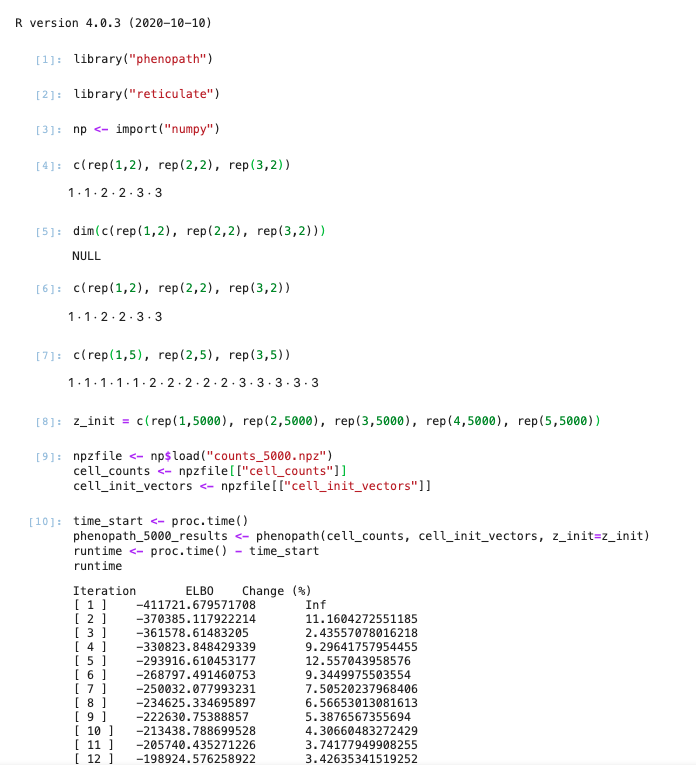 R version 4.0.3 (2020-10-10)
[1]: library("phenopath")
[2]: library("reticulate")
[3]: np <- import("numpy")
[4]: c(rep(1,2), rep(2,2), rep(3,2))
1·1·2·2·3·3
[5]: dim(c(rep(1,2), rep(2,2), rep(3,2)))
NULL
[6]: c(rep(1,2), rep(2,2), rep(3,2))
1·1·2·2·3·3
[7]: c(rep(1,5), rep(2,5), rep(3,5))
1·1·1·1·1·2·2·2·2·2·3·3·3·3·3
[8]: z_init = c(rep(1,5000), rep(2,5000), rep(3,5000), rep(4,5000), rep(5,5000))
[9]: npzfile <- np$load("counts_5000.npz")
cell_counts <- npzfile[["cell_counts"]]
cell_init_vectors <- npzfile[["cell_init_vectors"]]
[10]: time_start <- proc.time()
phenopath_5000_results <- phenopath(cell_counts, cell_init_vectors, z_init=z_init)
runtime <- proc.time() - time_start
runtime
Iteration ELBO Change (%)
[ 1 ] -411721.679571708 Inf
[ 2 ] -370385.117922214 11.1604272551185
[ 3 ] -361578.61483205 2.43557078016218
[ 4 ] -330823.848429339 9.29641757954455
[ 5 ] -293916.610453177 12.557043958576
[ 6 ] -268797.491460753 9.3449975503554
[ 7 ] -250032.077993231 7.50520237968406
[ 8 ] -234625.334695897 6.56653013081613
[ 9 ] -222630.75388857 5.3876567355694
[ 10 ] -213438.788699528 4.30660483272429
[ 11 ] -205740.435271226 3.74177949908255
[ 12 ] -198924.576258922 3.42635341519252